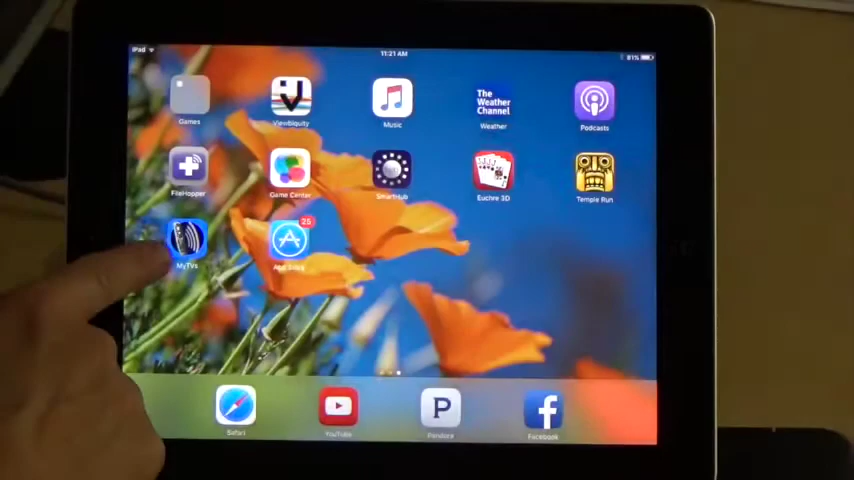 iPad
11:21 AM
81%
Games
Viewbiquity
Music
The
Weather
Channel
Weather
Podcasts
FileHopper
Game Center
SmartHub
Euchre 3D
Temple Run
MyTVs
25
App Store
Safari
YouTube
P
Pandora
f
Facebook